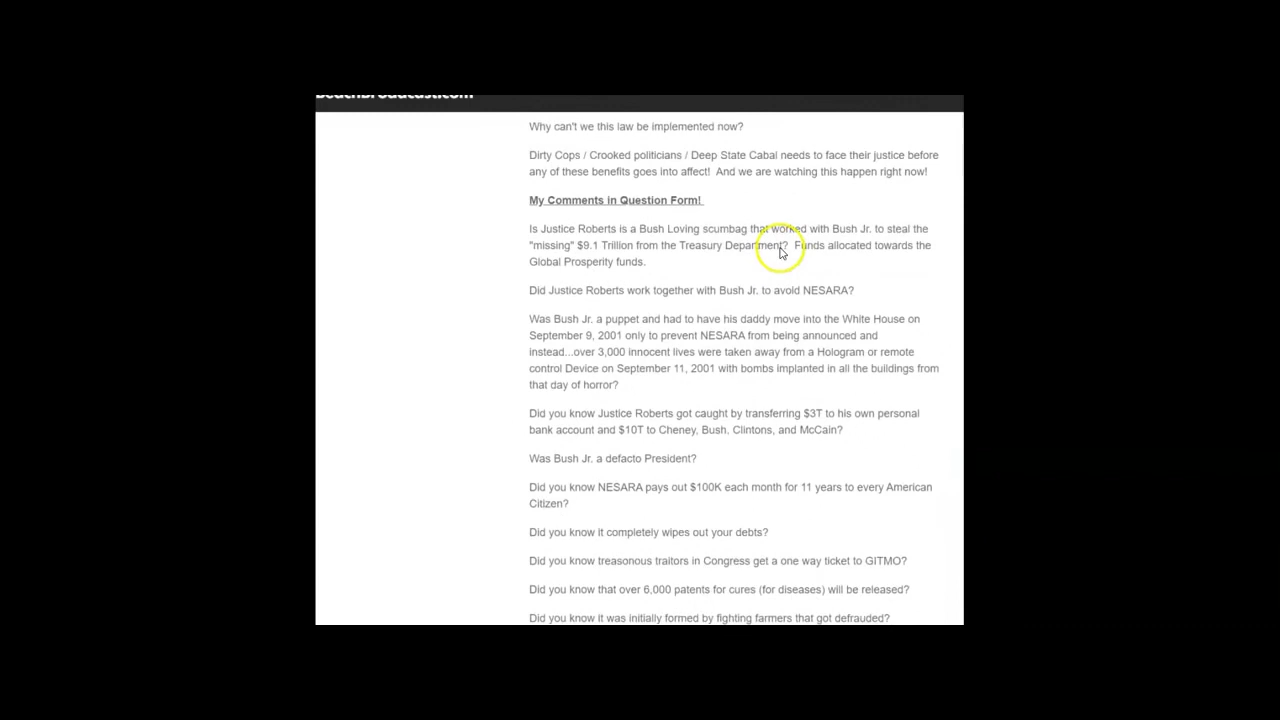 BeachBroadcast.com
Why can't we this law be implemented now?
Dirty Cops / Crooked politicians / Deep State Cabal needs to face their justice before
any of these benefits goes into affect!  And we are watching this happen right now!
My Comments in Question Form!
Is Justice Roberts is a Bush Loving scumbag that worked with Bush Jr. to steal the
"missing" $9.1 Trillion from the Treasury Department?  Funds allocated towards the
Global Prosperity funds.
Did Justice Roberts work together with Bush Jr. to avoid NESARA?
Was Bush Jr. a puppet and had to have his daddy move into the White House on
September 9, 2001 only to prevent NESARA from being announced and
instead...over 3,000 innocent lives were taken away from a Hologram or remote
control Device on September 11, 2001 with bombs implanted in all the buildings from
that day of horror?
Did you know Justice Roberts got caught by transferring $3T to his own personal
bank account and $10T to Cheney, Bush, Clintons, and McCain?
Was Bush Jr. a defacto President?
Did you know NESARA pays out $100K each month for 11 years to every American
Citizen?
Did you know it completely wipes out your debts?
Did you know treasonous traitors in Congress get a one way ticket to GITMO?
Did you know that over 6,000 patents for cures (for diseases) will be released?
Did you know it was initially formed by fighting farmers that got defrauded?